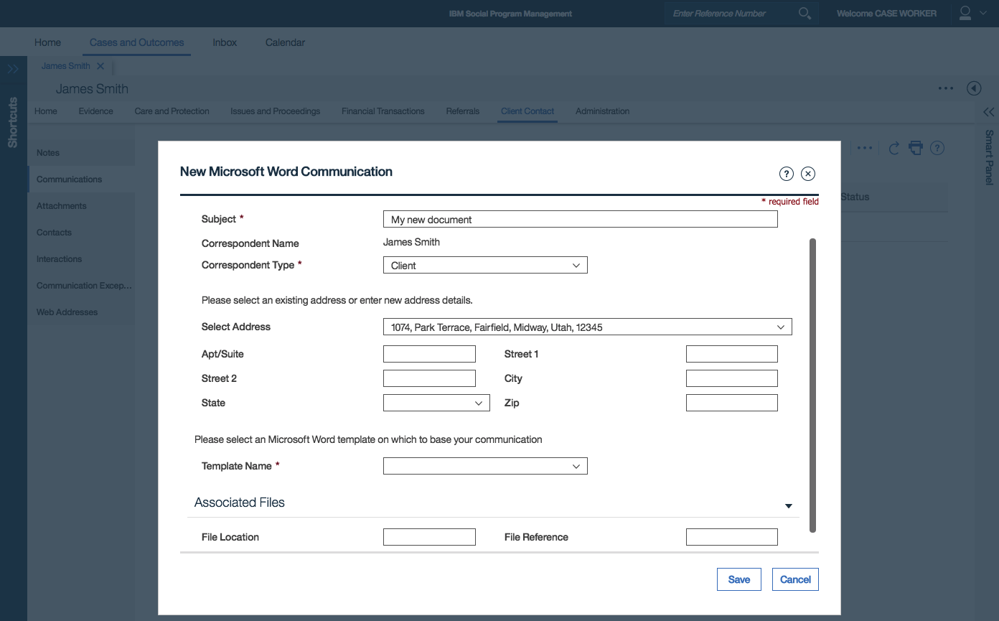 IBM Social Program Management
Enter Reference Number
Welcome CASE WORKER
Home Cases and Outcomes Inbox Calendar
James Smith
James Smith
Home Evidence Care and Protection Issues and Proceedings Financial Transactions Referrals Client Contact Administration
Shortcuts
Smart Panel
Notes
Communications
Attachments
Contacts
Interactions
Communication Excep...
Web Addresses
Status
New Microsoft Word Communication
* required field
Subject * My new document
Correspondent Name James Smith
Correspondent Type * Client
Please select an existing address or enter new address details.
Select Address 1074, Park Terrace, Fairfield, Midway, Utah, 12345
Apt/Suite Street 1
Street 2 City
State Zip
Please select an Microsoft Word template on which to base your communication
Template Name *
Associated Files
File Location File Reference
Save Cancel